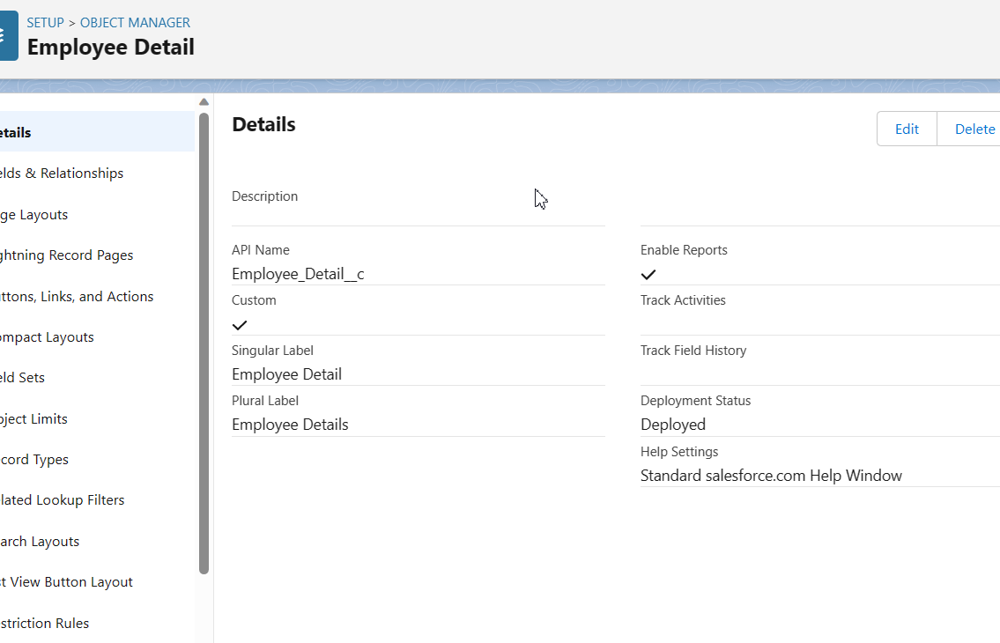 SETUP > OBJECT MANAGER
Employee Detail
etails
elds & Relationships
ge Layouts
ghtning Record Pages
uttons, Links, and Actions
ompact Layouts
eld Sets
bject Limits
cord Types
lated Lookup Filters
arch Layouts
st View Button Layout
striction Rules
Details
Edit
Delete
Description
API Name
Employee_Detail__c
Custom
Singular Label
Employee Detail
Plural Label
Employee Details
Enable Reports
Track Activities
Track Field History
Deployment Status
Deployed
Help Settings
Standard salesforce.com Help Window